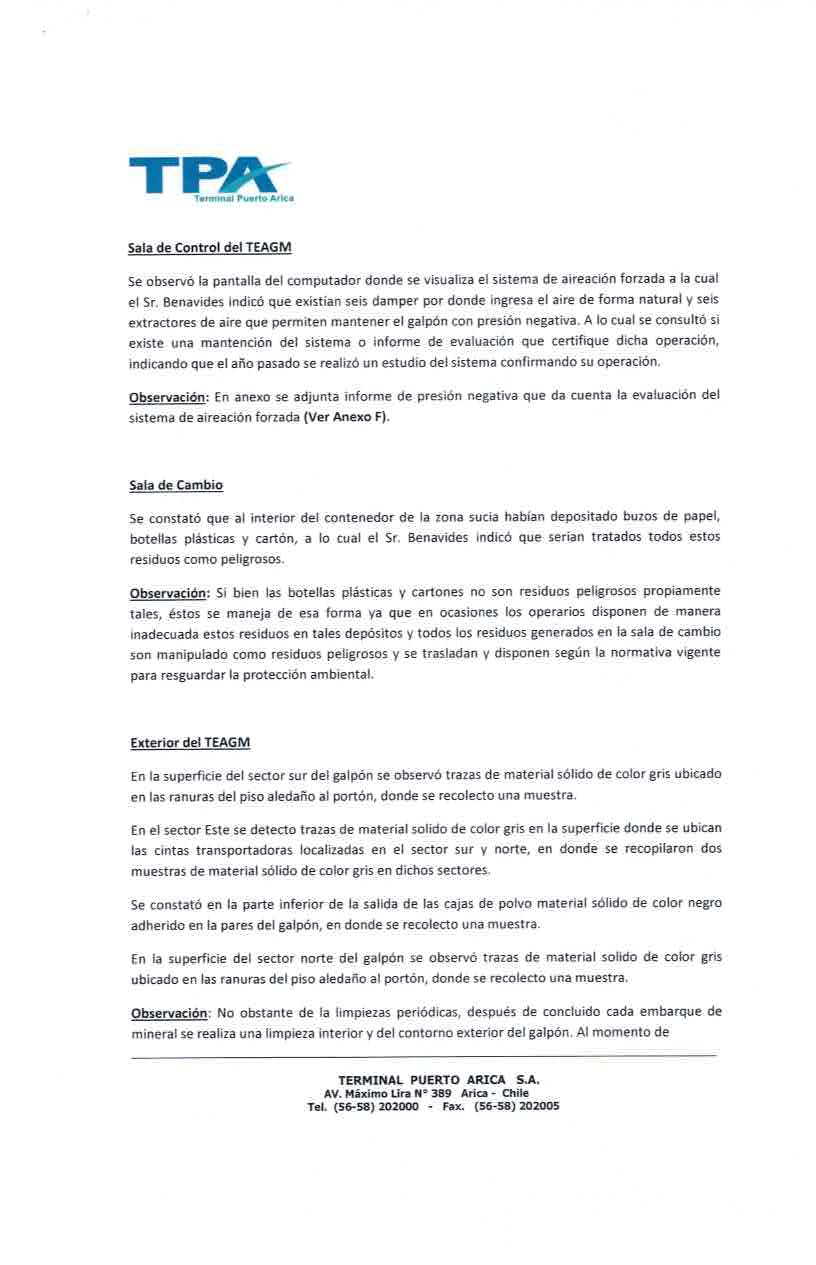 TPA
Terminal Puerto Arica
Sala de Control del TEAGM
Se observó la pantalla del computador donde se visualiza el sistema de aireación forzada a la cual
el Sr. Benavides indicó que existían seis damper por donde ingresa el aire de forma natural y seis
extractores de aire que permiten mantener el galpón con presión negativa. A lo cual se consultó si
existe una mantención del sistema o informe de evaluación que certifique dicha operación,
indicando que el año pasado se realizó un estudio del sistema confirmando su operación.
Observación: En anexo se adjunta informe de presión negativa que da cuenta la evaluación del
sistema de aireación forzada (Ver Anexo F).
Sala de Cambio
Se constató que al interior del contenedor de la zona sucia habían depositado buzos de papel,
botellas plásticas y cartón, a lo cual el Sr. Benavides indicó que serian tratados todos estos
residuos como peligrosos.
Observación: Si bien las botellas plásticas y cartones no son residuos peligrosos propiamente
tales, éstos se maneja de esa forma ya que en ocasiones los operarios disponen de manera
inadecuada estos residuos en tales depósitos y todos los residuos generados en la sala de cambio
son manipulado como residuos peligrosos y se trasladan y disponen según la normativa vigente
para resguardar la protección ambiental.
Exterior del TEAGM
En la superficie del sector sur del galpón se observó trazas de material sólido de color gris ubicado
en las ranuras del piso aledaño al portón, donde se recolecto una muestra.
En el sector Este se detecto trazas de material solido de color gris en la superficie donde se ubican
las cintas transportadoras localizadas en el sector sur y norte, en donde se recopilaron dos
muestras de material sólido de color gris en dichos sectores.
Se constató en la parte inferior de la salida de las cajas de polvo material sólido de color negro
adherido en la pares del galpón, en donde se recolecto una muestra.
En la superficie del sector norte del galpón se observó trazas de material solido de color gris
ubicado en las ranuras del piso aledaño al portón, donde se recolecto una muestra.
Observación: No obstante de la limpiezas periódicas, después de concluido cada embarque de
mineral se realiza una limpieza interior y del contorno exterior del galpón. Al momento de
TERMINAL PUERTO ARICA S.A.
AV. Máximo Lira N° 389 Arica - Chile
Tel. (56-58) 202000 - Fax. (56-58) 202005